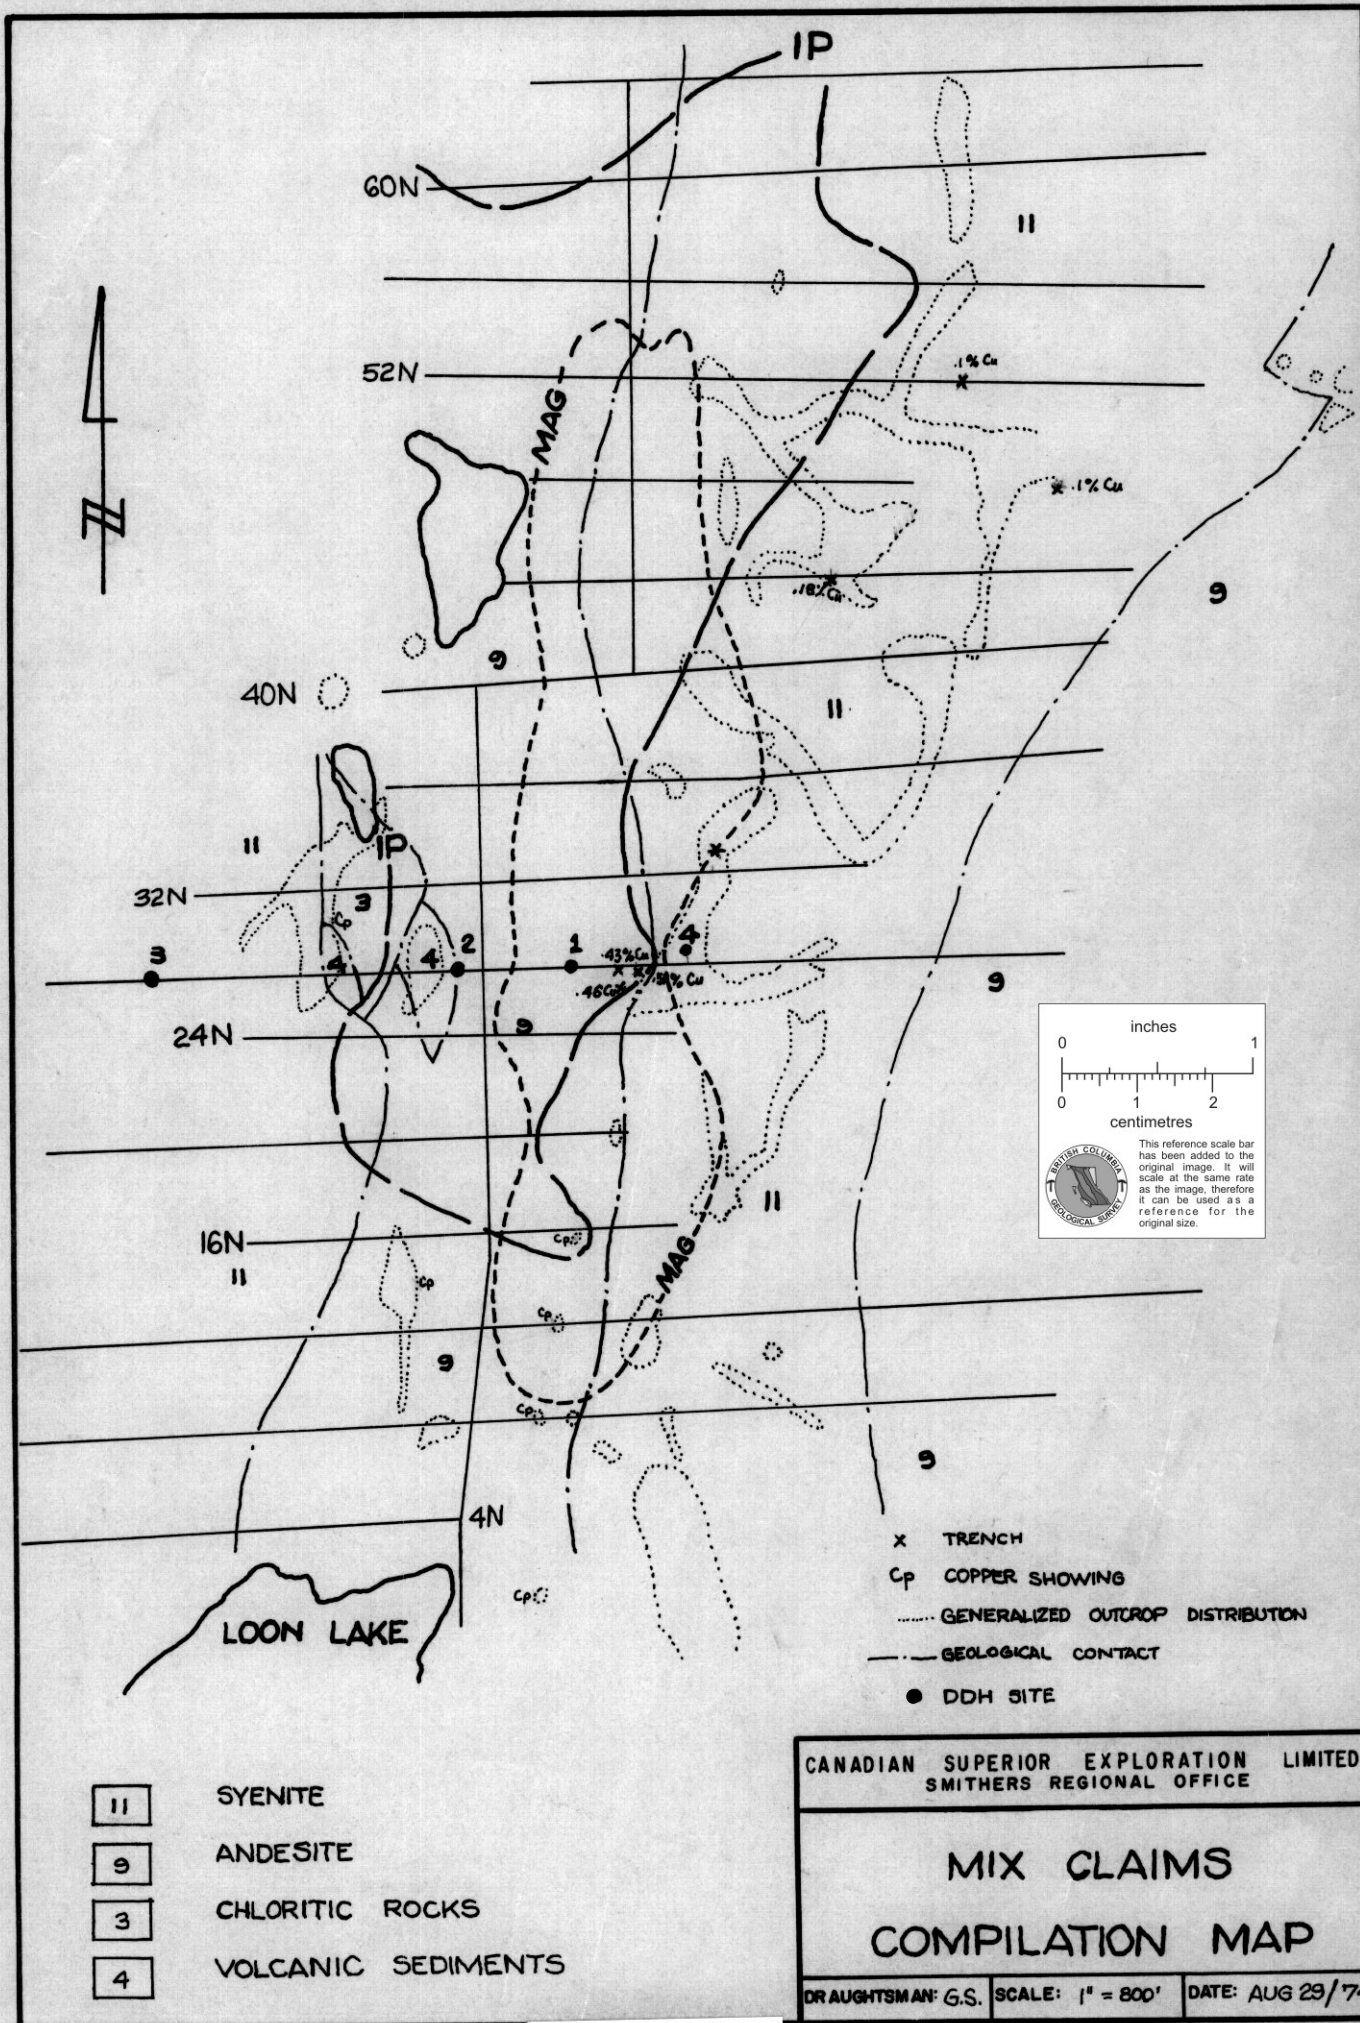 IP
60N
11
52N
.1% Cu
MAG
.1% Cu
.18% Cu
9
9
40N
11
11
IP
32N
3
Cp
3
4
4
2
1
4
.43% Cu
9
24N
9
inches
0 1
0 1 2
centimetres
This reference scale bar
has been added to the
original image. It will
scale at the same rate
as the image, therefore
it can be used as a
reference for the
original size.
BRITISH COLUMBIA
GEOLOGICAL SURVEY
11
16N
Cp
11
MAG
Cp
Cp
9
Cp
9
4N
Cp
LOON LAKE
x TRENCH
Cp COPPER SHOWING
GENERALIZED OUTCROP DISTRIBUTION
GEOLOGICAL CONTACT
DDH SITE
11 SYENITE
9 ANDESITE
3 CHLORITIC ROCKS
4 VOLCANIC SEDIMENTS
CANADIAN SUPERIOR EXPLORATION LIMITED
SMITHERS REGIONAL OFFICE
MIX CLAIMS
COMPILATION MAP
DRAUGHTSMAN: G.S. SCALE: 1" = 800' DATE: AUG 29/74